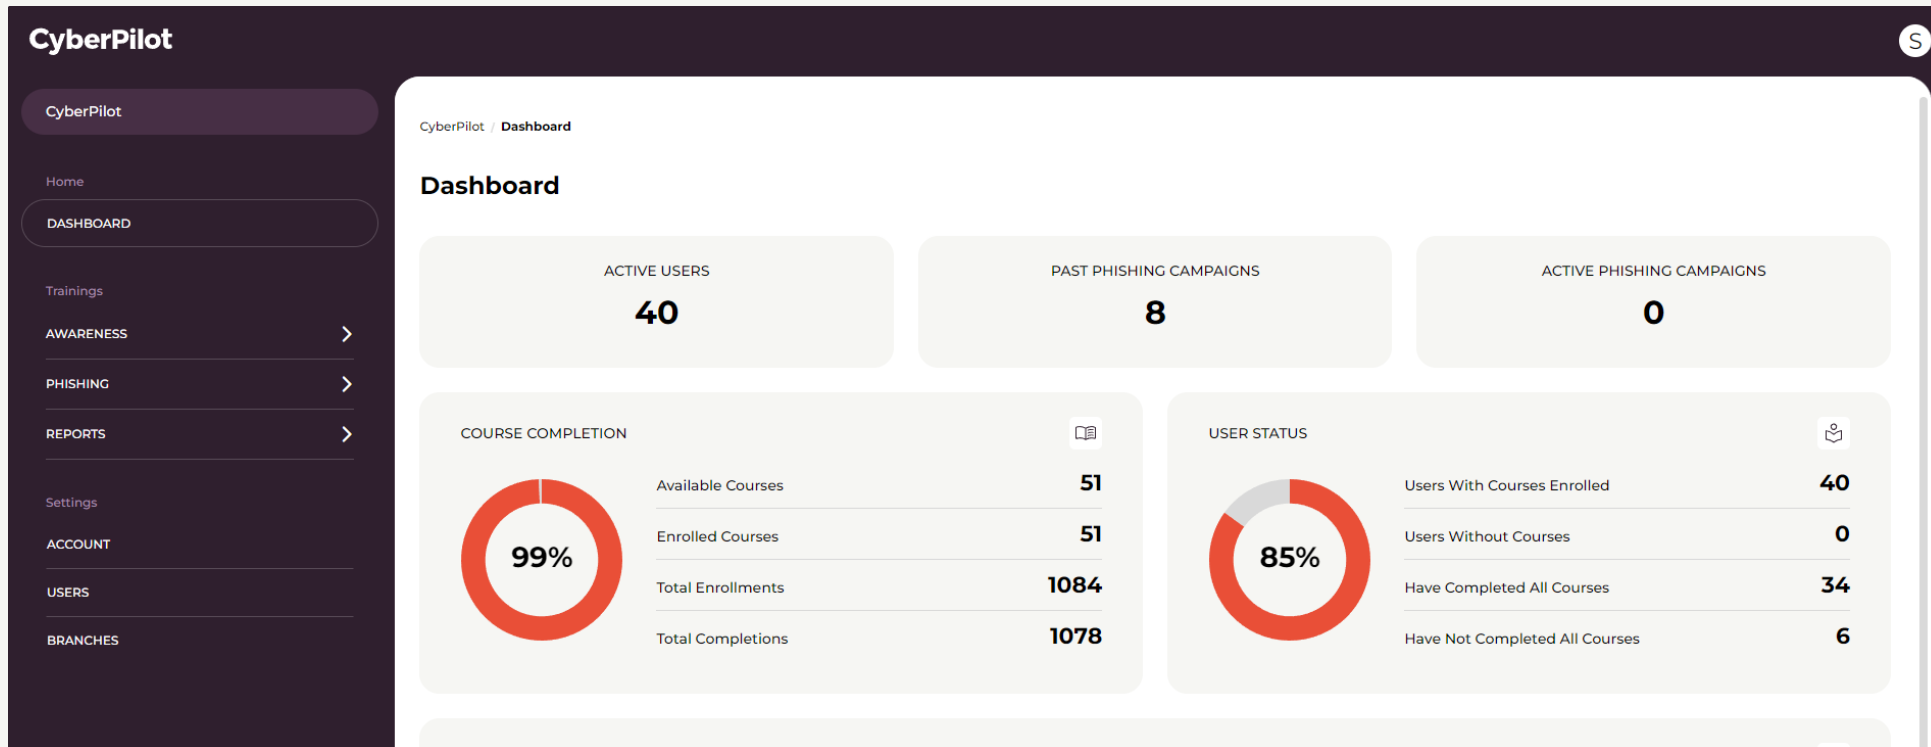 CyberPilot
S
CyberPilot
Home
DASHBOARD
Trainings
AWARENESS
PHISHING
REPORTS
Settings
ACCOUNT
USERS
BRANCHES
CyberPilot / Dashboard
Dashboard
ACTIVE USERS
40
PAST PHISHING CAMPAIGNS
8
ACTIVE PHISHING CAMPAIGNS
0
COURSE COMPLETION
99%
Available Courses 51
Enrolled Courses 51
Total Enrollments 1084
Total Completions 1078
USER STATUS
85%
Users With Courses Enrolled 40
Users Without Courses 0
Have Completed All Courses 34
Have Not Completed All Courses 6